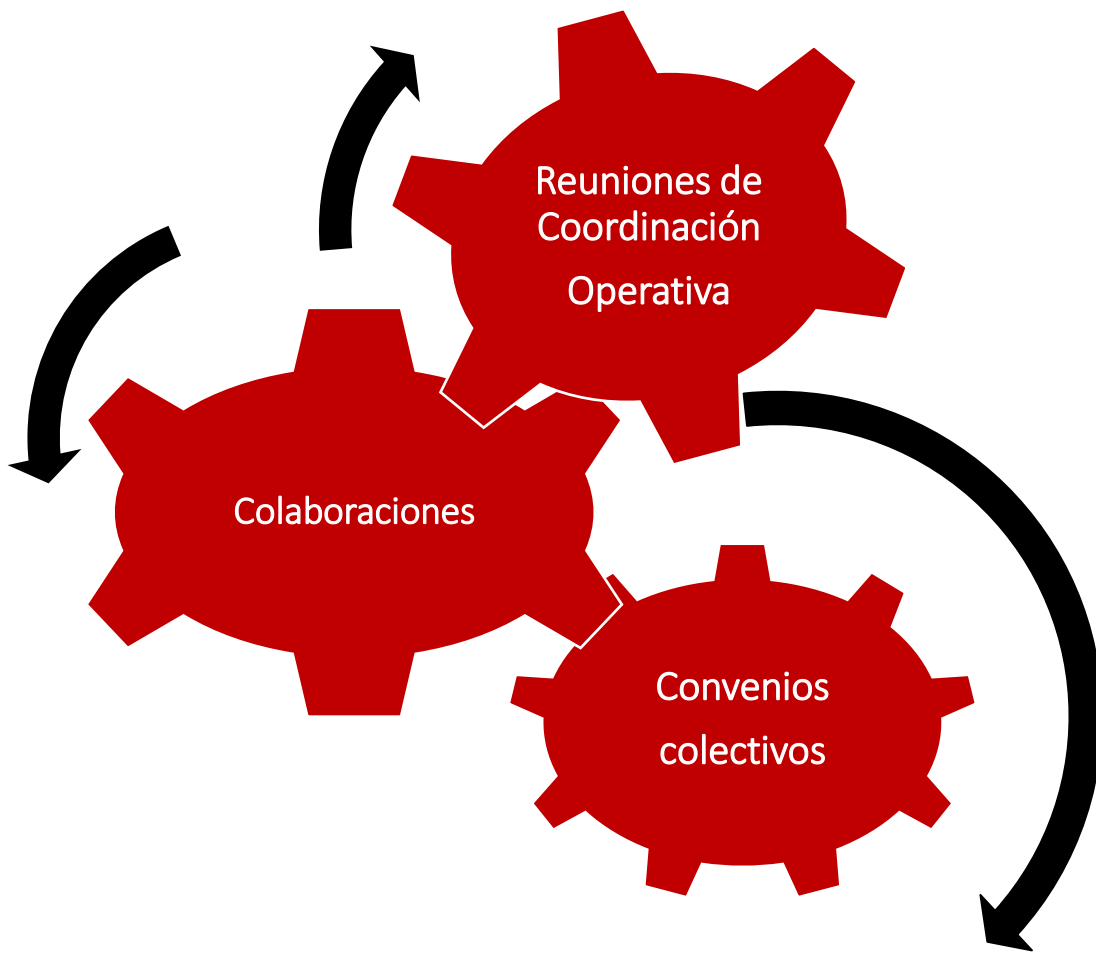 Reuniones de
Coordinación
Operativa
Colaboraciones
Convenios
colectivos